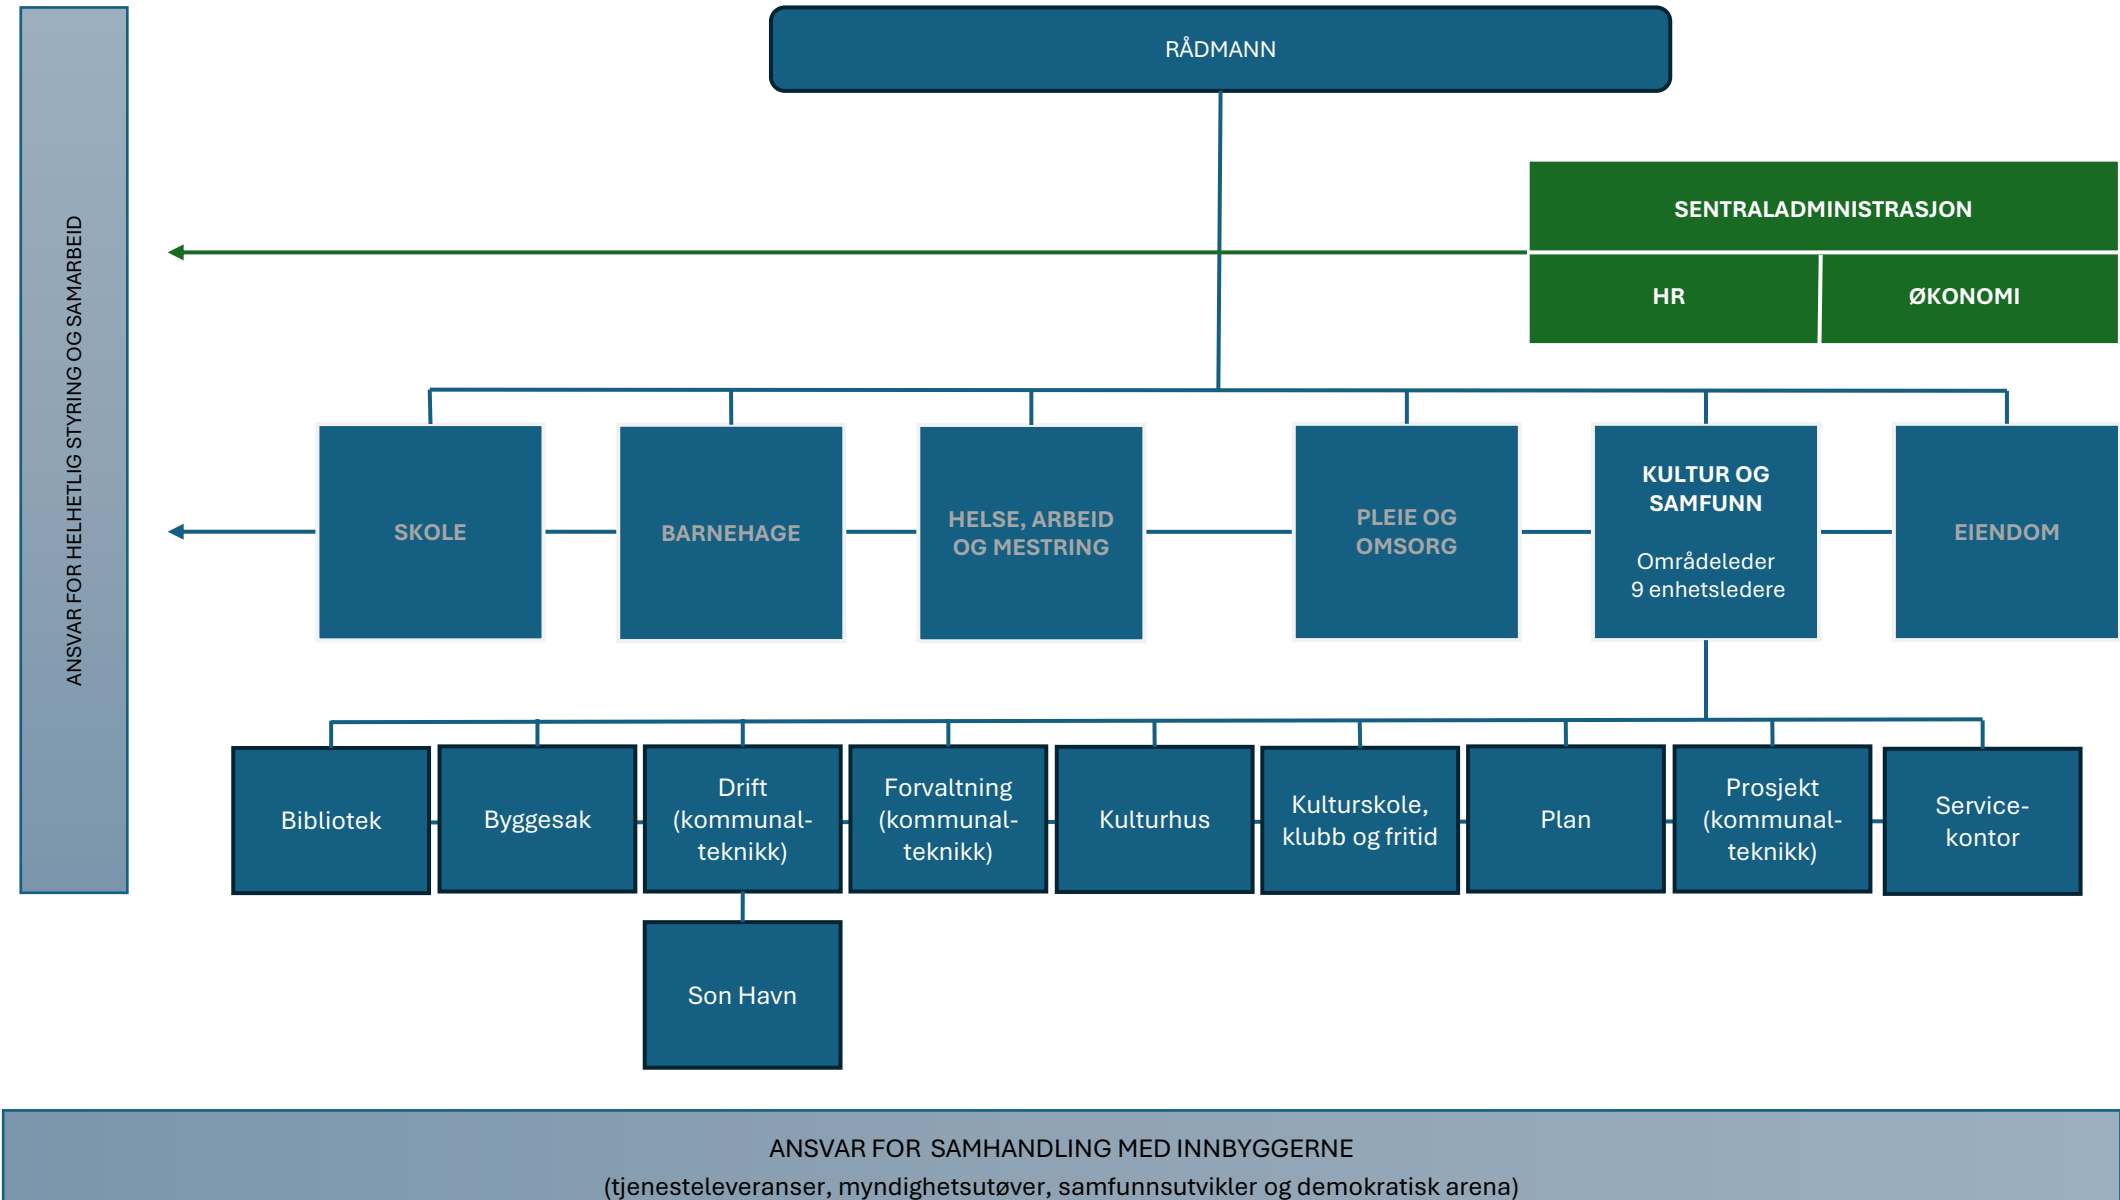 RÅDMANN
SENTRALADMINISTRASJON
HR
ØKONOMI
ANSVAR FOR HELHETLIG STYRING OG SAMARBEID
SKOLE
BARNEHAGE
HELSE, ARBEID
OG MESTRING
PLEIE OG
OMSORG
KULTUR OG
SAMFUNN
Områdeleder
9 enhetsledere
EIENDOM
Bibliotek
Byggesak
Drift
(kommunal-
teknikk)
Forvaltning
(kommunal-
teknikk)
Kulturhus
Kulturskole,
klubb og fritid
Plan
Prosjekt
(kommunal-
teknikk)
Service-
kontor
Son Havn
ANSVAR FOR SAMHANDLING MED INNBYGGERNE
(tjenesteleveranser, myndighetsutøver, samfunnsutvikler og demokratisk arena)